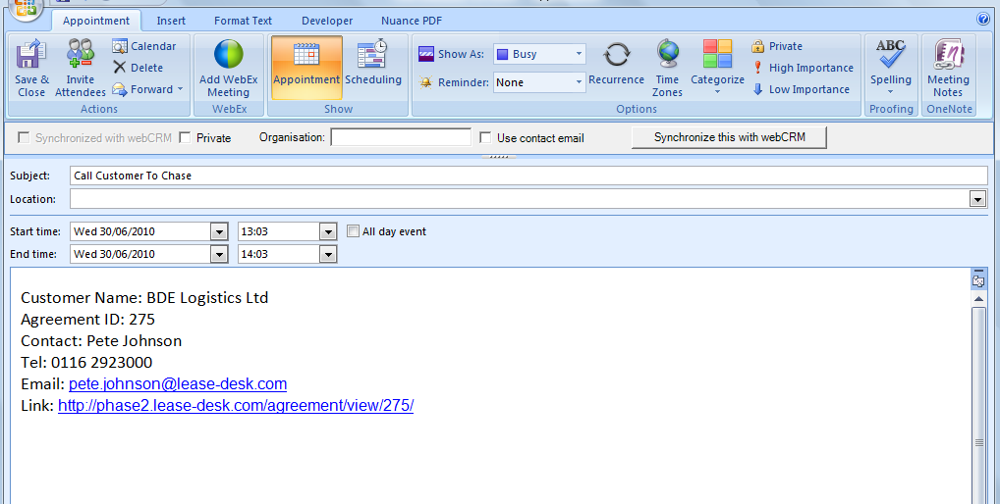 Appointment Insert Format Text Developer Nuance PDF
Save & Close
Invite Attendees
Calendar
Delete
Forward
Actions
Add WebEx Meeting
WebEx
Appointment
Scheduling
Show
Show As: Busy
Reminder: None
Recurrence
Time Zones
Categorize
Private
High Importance
Low Importance
Options
ABC
Spelling
Proofing
Meeting Notes
OneNote
Synchronized with webCRM Private Organisation: Use contact email Synchronize this with webCRM
Subject: Call Customer To Chase
Location:
Start time: Wed 30/06/2010 13:03 All day event
End time: Wed 30/06/2010 14:03
Customer Name: BDE Logistics Ltd
Agreement ID: 275
Contact: Pete Johnson
Tel: 0116 2923000
Email: pete.johnson@lease-desk.com
Link: http://phase2.lease-desk.com/agreement/view/275/